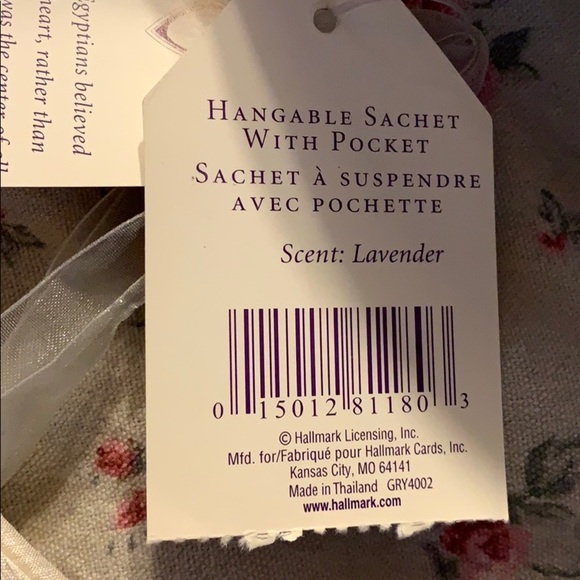 Egyptians believed
heart, rather than
was the center of all
HANGABLE SACHET
WITH POCKET
SACHET À SUSPENDRE
AVEC POCHETTE
Scent: Lavender
0 15012 81180 3
© Hallmark Licensing, Inc.
Mfd. for/Fabriqué pour Hallmark Cards, Inc.
Kansas City, MO 64141
Made in Thailand GRY4002
www.hallmark.com